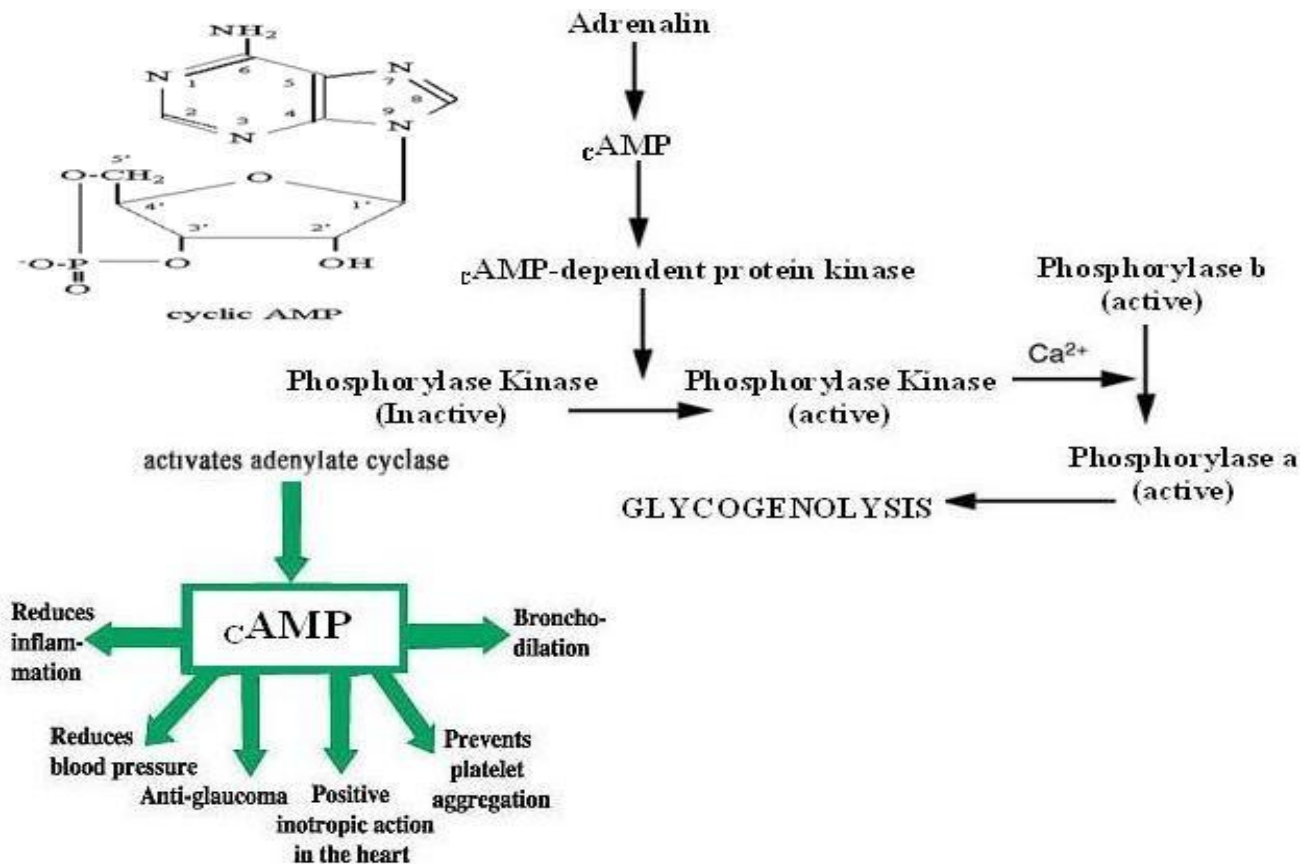 NH2
N
1
6
5
N
7
8
2
3
4
9
N
N
5'
O-CH2
O
4'
1'
3'
2'
-O-P
O
OH
O
cyclic AMP
Adrenalin
cAMP
cAMP-dependent protein kinase
Phosphorylase b
(active)
Ca2+
Phosphorylase Kinase
(Inactive)
Phosphorylase Kinase
(active)
Phosphorylase a
(active)
GLYCOGENOLYSIS
activates adenylate cyclase
cAMP
Reduces
inflam-
mation
Broncho-
dilation
Reduces
blood pressure
Anti-glaucoma
Positive
inotropic action
in the heart
Prevents
platelet
aggregation